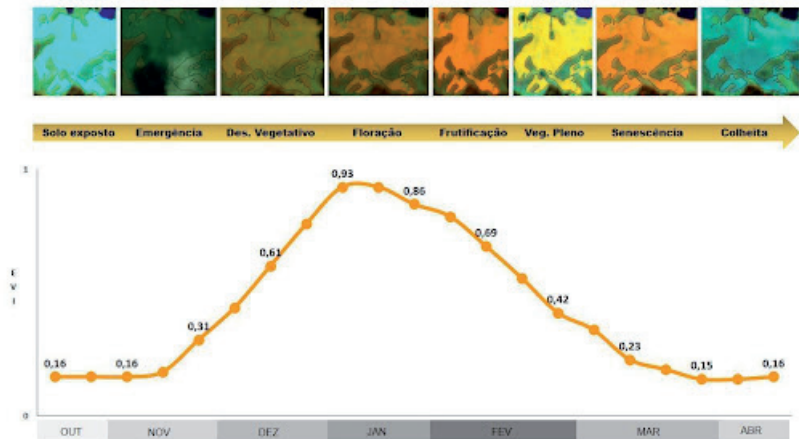 Solo exposto Emergência Des. Vegetativo Floração Frutificação Veg. Pleno Senescência Colheita
1
0,93
0,86
0,69
0,61
0,42
0,31
0,23
0,16 0,16 0,15 0,16
E
V
I
0
OUT NOV DEZ JAN FEV MAR ABR